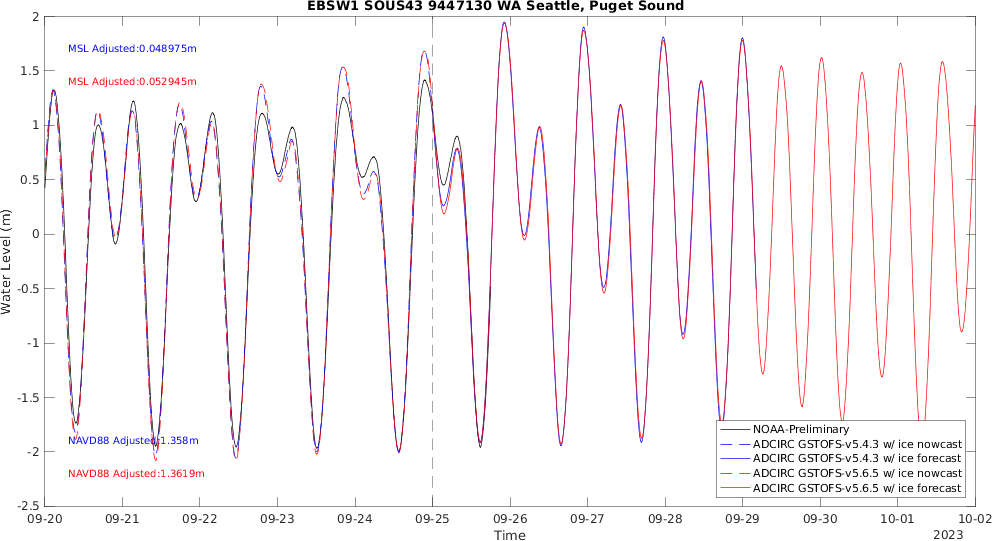 EBSW1 SOUS43 9447130 WA Seattle, Puget Sound
2
1.5
1
0.5
0
-0.5
-1
-1.5
-2
-2.5
Water Level (m)
MSL Adjusted:0.048975m
MSL Adjusted:0.052945m
NAVD88 Adjusted:1.358m
NAVD88 Adjusted:1.3619m
NOAA-Preliminary
ADCIRC GSTOFS-v5.4.3 w/ ice nowcast
ADCIRC GSTOFS-v5.4.3 w/ ice forecast
ADCIRC GSTOFS-v5.6.5 w/ ice nowcast
ADCIRC GSTOFS-v5.6.5 w/ ice forecast
09-20 09-21 09-22 09-23 09-24 09-25 09-26 09-27 09-28 09-29 09-30 10-01 10-02
Time
2023